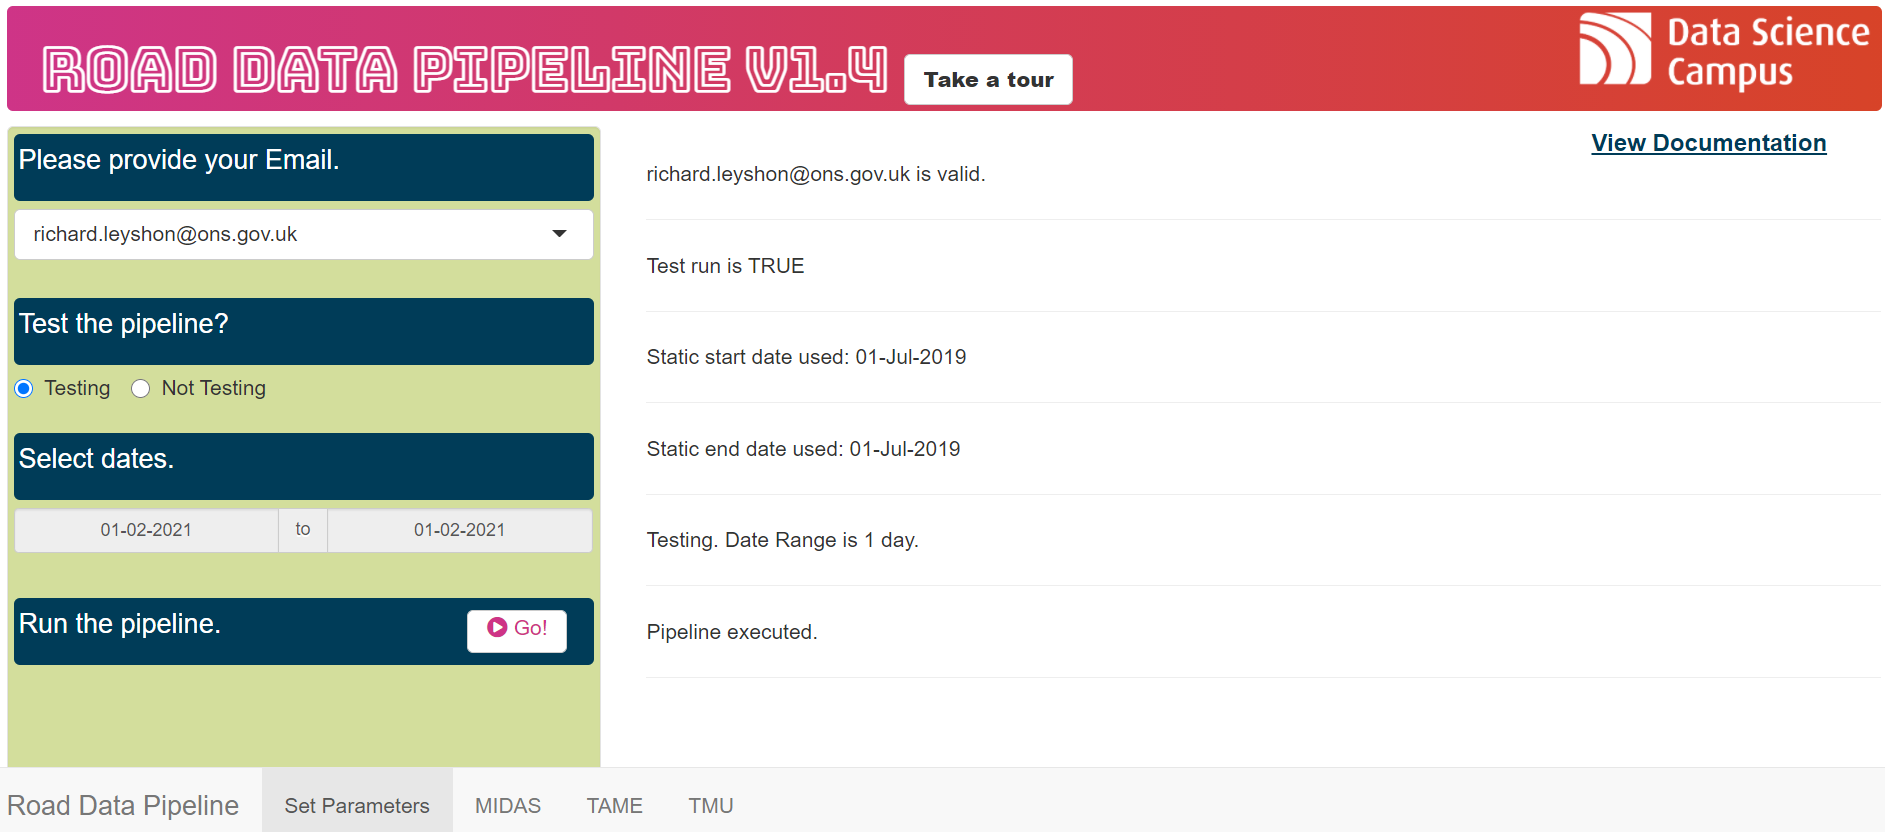 ROAD DATA PIPELINE V1.4
Take a tour
Data Science
Campus
Please provide your Email.
richard.leyshon@ons.gov.uk
Test the pipeline?
Testing
Not Testing
Select dates.
01-02-2021 to 01-02-2021
Run the pipeline.
Go!
View Documentation
richard.leyshon@ons.gov.uk is valid.
Test run is TRUE
Static start date used: 01-Jul-2019
Static end date used: 01-Jul-2019
Testing. Date Range is 1 day.
Pipeline executed.
Road Data Pipeline
Set Parameters
MIDAS
TAME
TMU